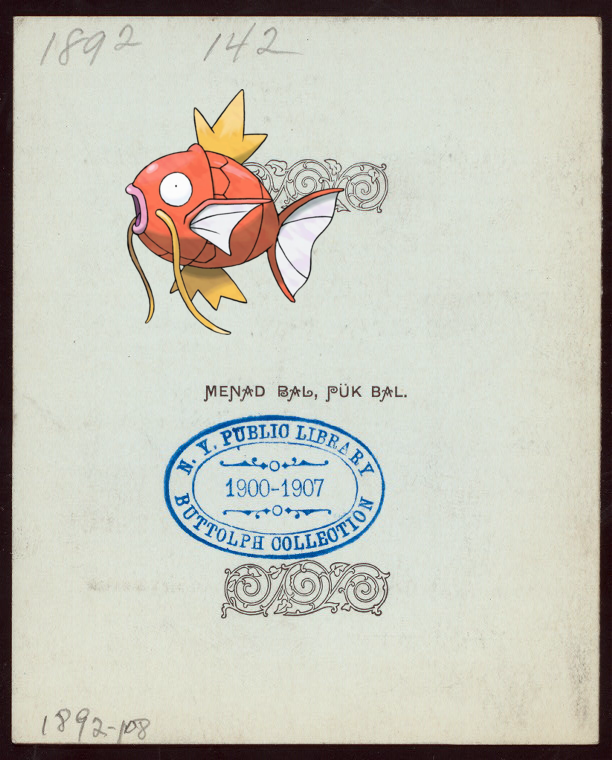 1892 142
MENAD BAL, PÜK BAL.
N. Y. PUBLIC LIBRARY
1900-1907
BUTTOLPH COLLECTION
1892-108